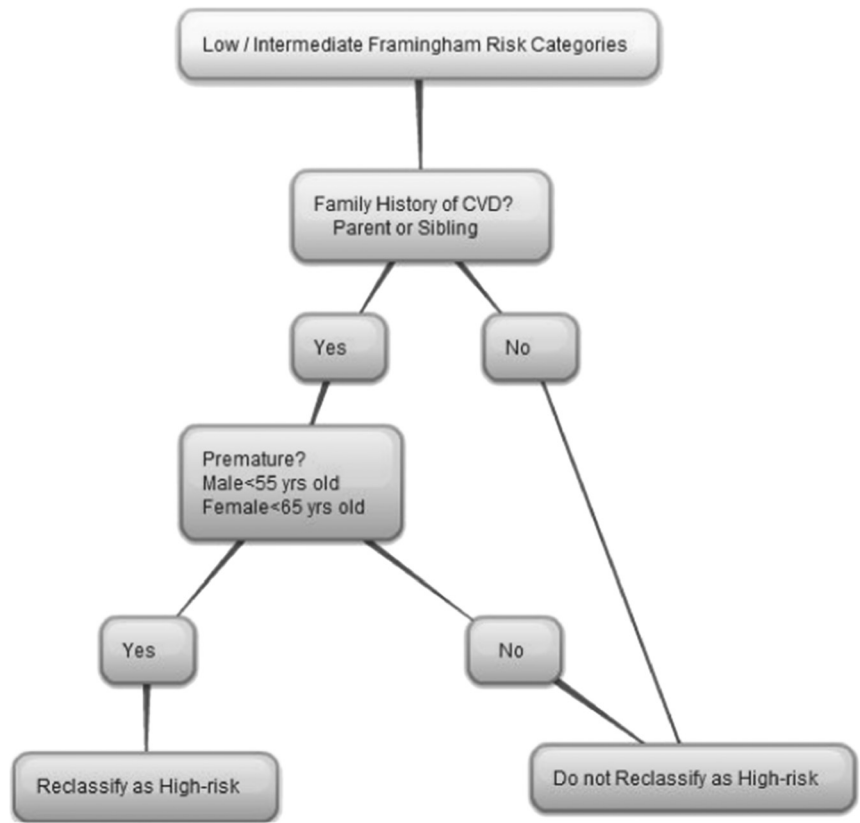 Low / Intermediate Framingham Risk Categories
Family History of CVD?
Parent or Sibling
Yes
No
Premature?
Male<55 yrs old
Female<65 yrs old
Yes
No
Reclassify as High-risk
Do not Reclassify as High-risk